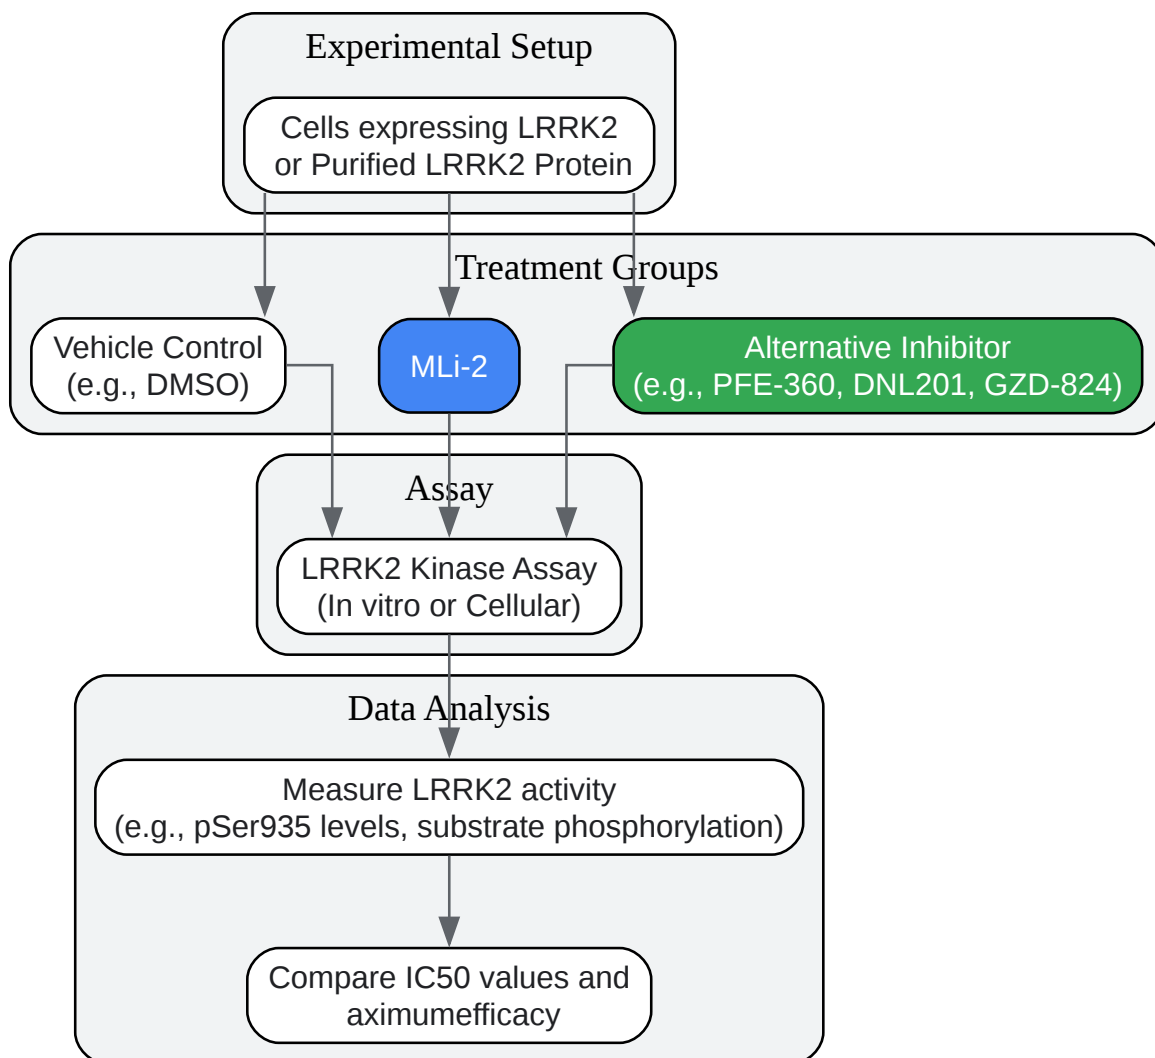 Experimental Setup
Cells expressing LRRK2
or Purified LRRK2 Protein
Treatment Groups
Vehicle Control
(e.g., DMSO)
MLi-2
Alternative Inhibitor
(e.g., PFE-360, DNL201, GZD-824)
Assay
LRRK2 Kinase Assay
(In vitro or Cellular)
Data Analysis
Measure LRRK2 activity
(e.g., pSer935 levels, substrate phosphorylation)
Compare IC50 values and
aximumefficacy